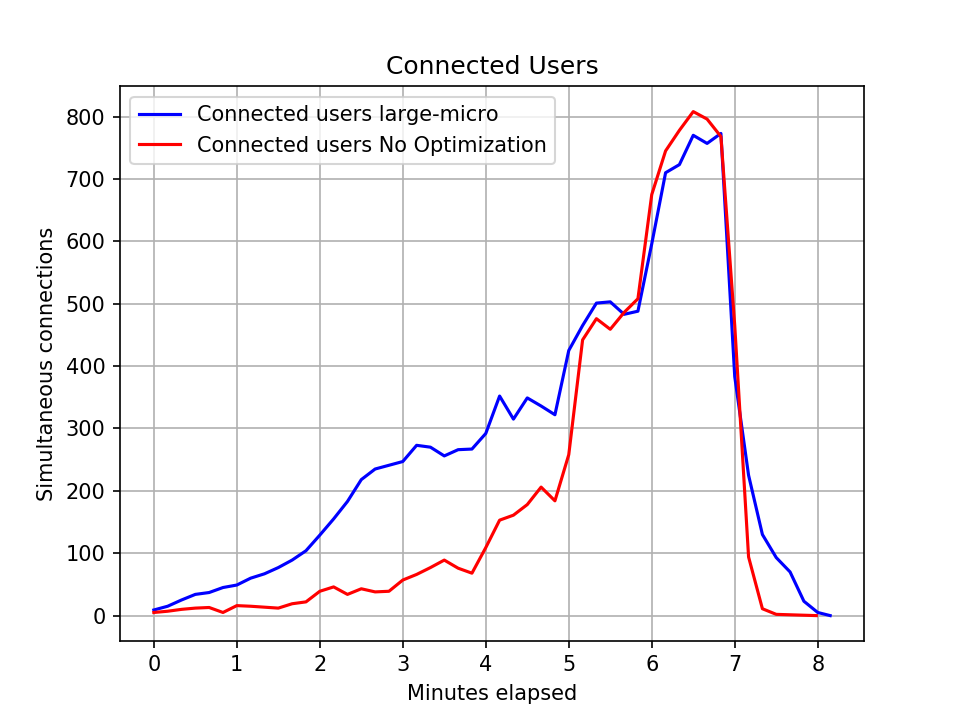 Connected Users
Connected users large-micro
Connected users No Optimization
800
700
600
500
400
300
200
100
0
Simultaneous connections
0 1 2 3 4 5 6 7 8
Minutes elapsed